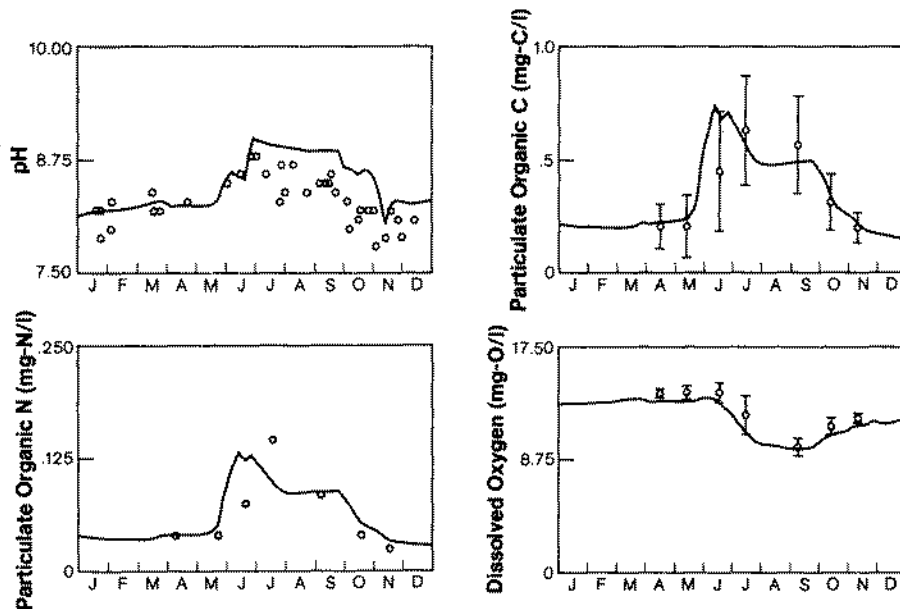 10.00
8.75
7.50
pH
J F M A M J J A S O N D
1.0
.5
0
Particulate Organic C (mg-C/l)
J F M A M J J A S O N D
.250
.125
0
Particulate Organic N (mg-N/l)
J F M A M J J A S O N D
17.50
8.75
0
Dissolved Oxygen (mg-O/l)
J F M A M J J A S O N D